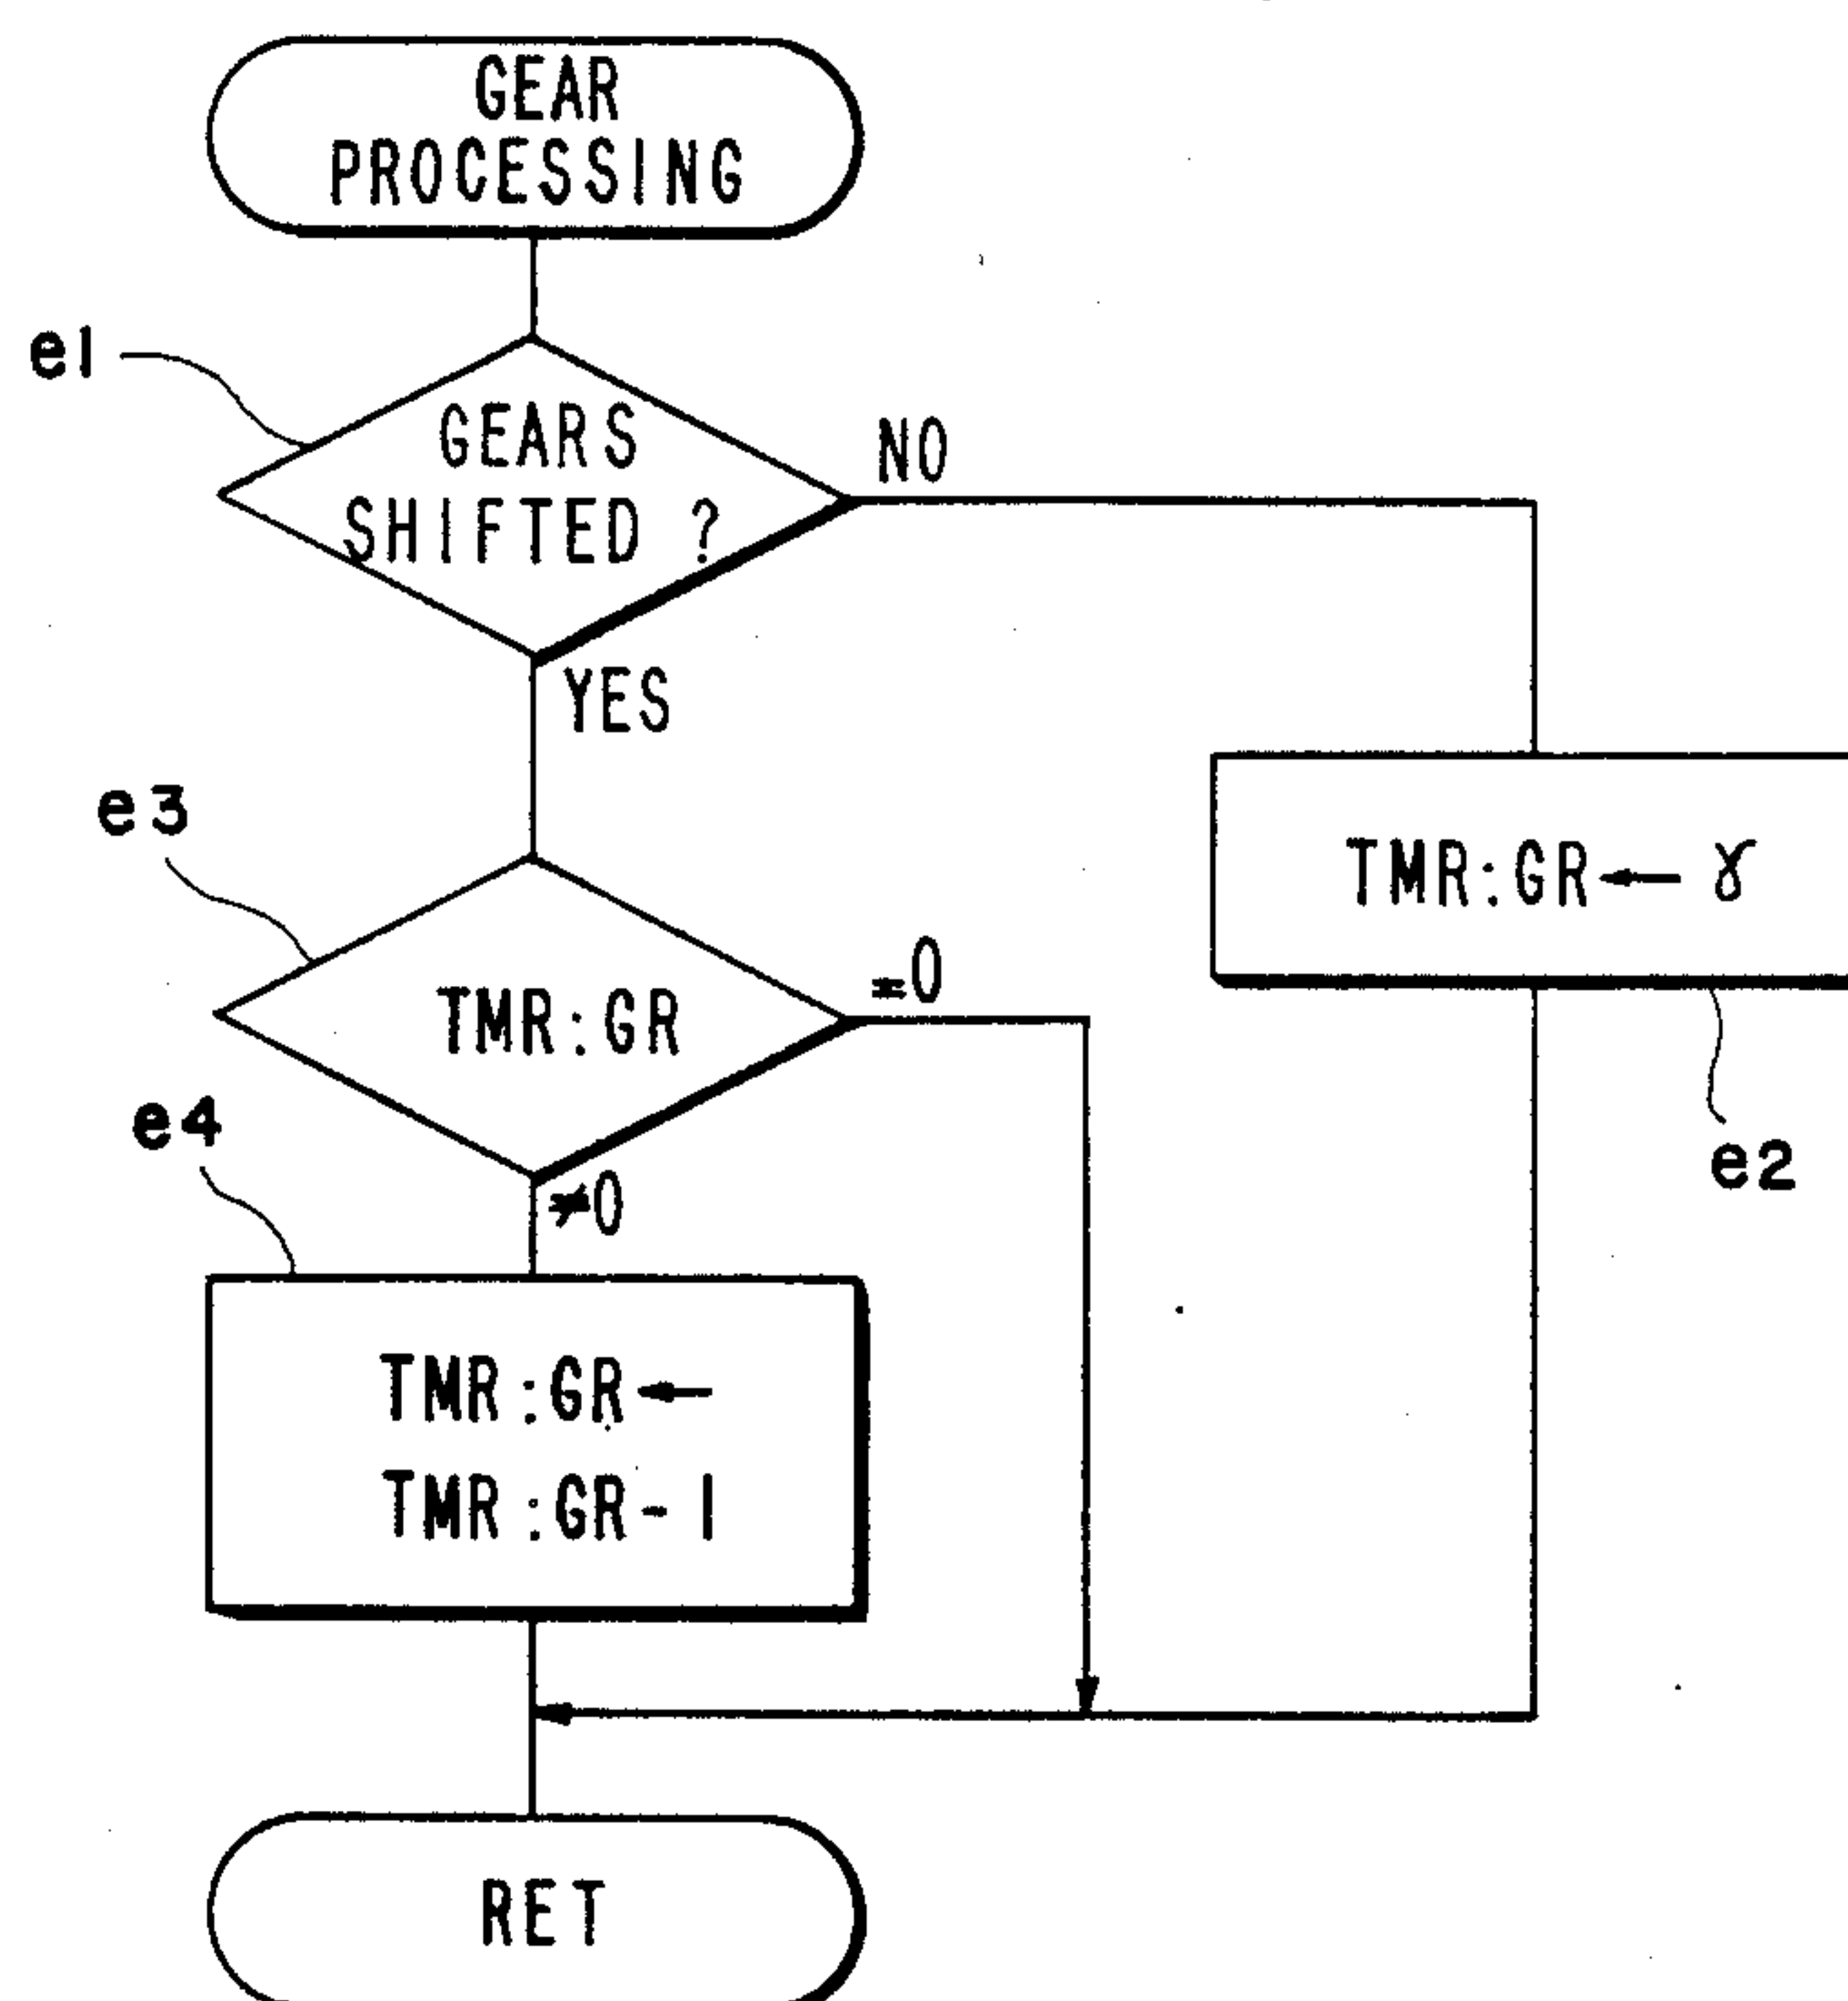 GEAR
PROCESSING
e1
GEARS
SHIFTED ?
NO
YES
e3
TMR:GR
=0
≠0
TMR:GR← γ
e2
e4
TMR:GR←
TMR:GR-1
RET